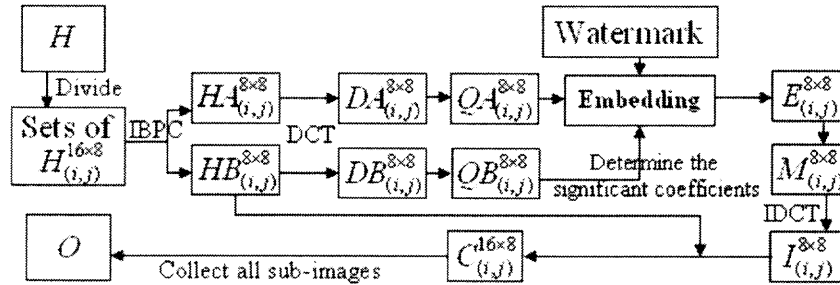 H
Watermark
Divide
Sets of
H^{16×8}_{(i,j)}
IBPC
HA^{8×8}_{(i,j)}
DCT
DA^{8×8}_{(i,j)}
QA^{8×8}_{(i,j)}
Embedding
E^{8×8}_{(i,j)}
HB^{8×8}_{(i,j)}
DB^{8×8}_{(i,j)}
QB^{8×8}_{(i,j)}
Determine the
significant coefficients
M^{8×8}_{(i,j)}
IDCT
O
Collect all sub-images
C^{16×8}_{(i,j)}
I^{8×8}_{(i,j)}